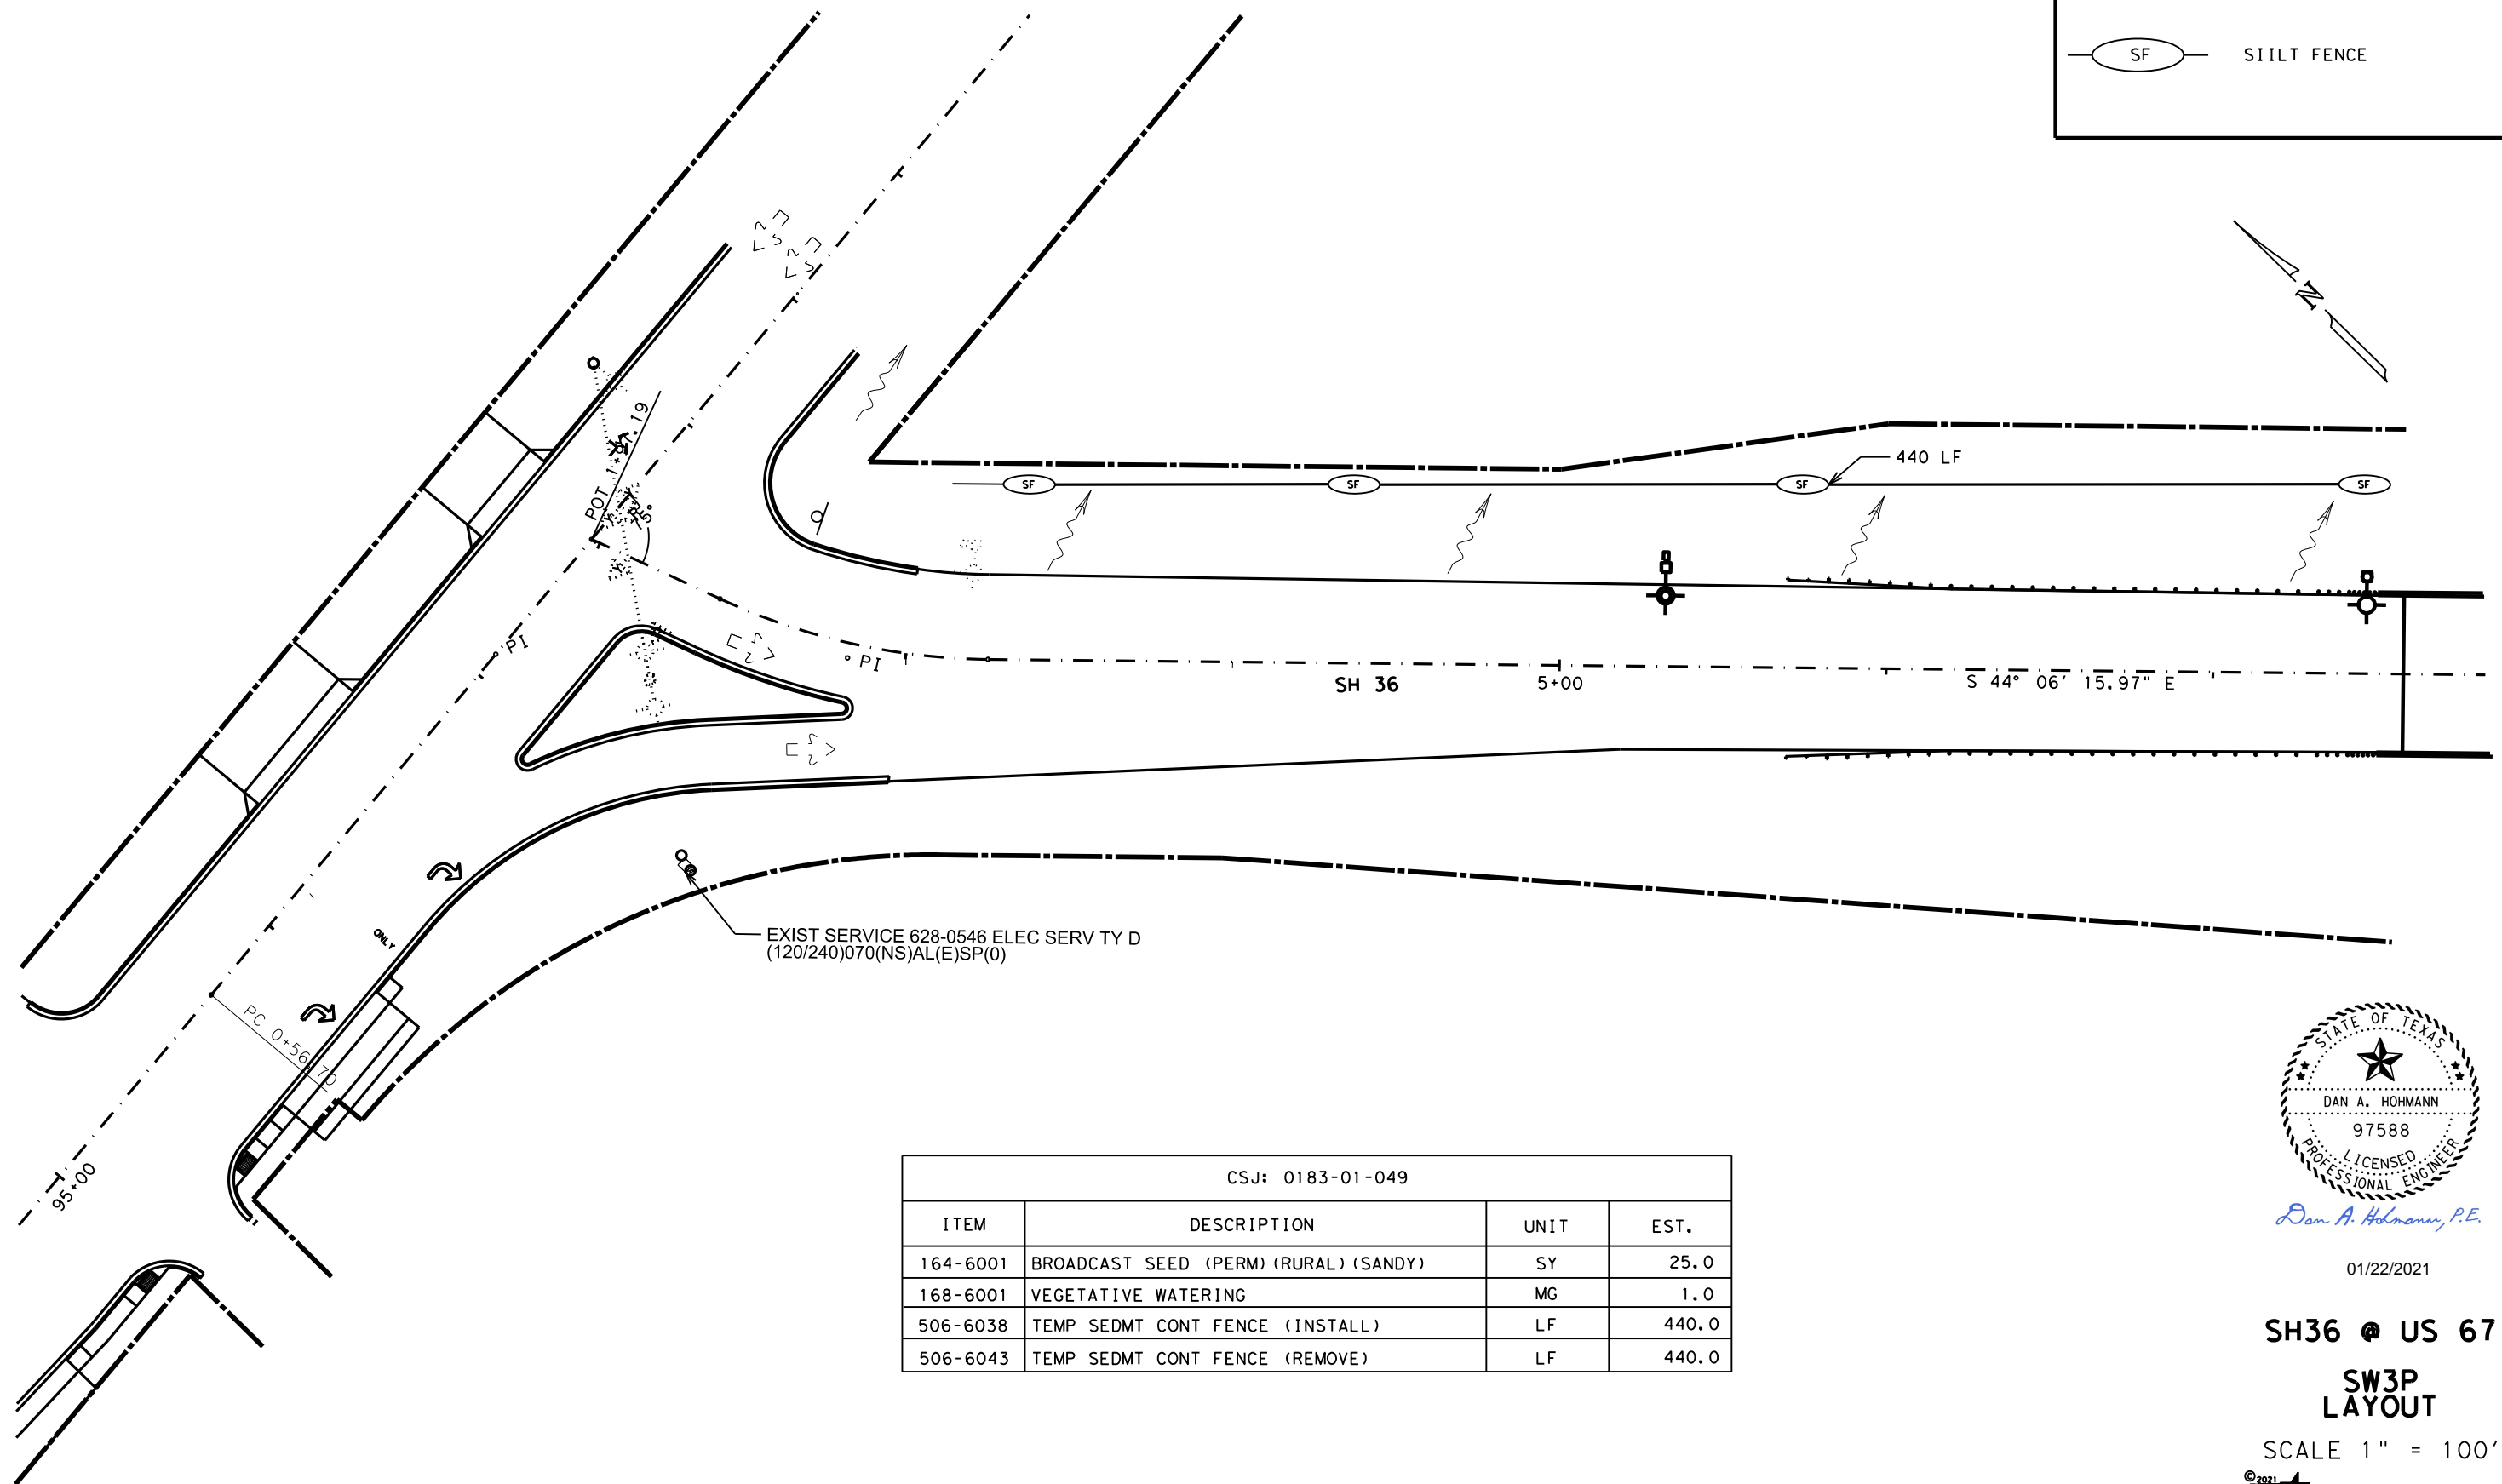 SF SIILT FENCE
N
POT
75°
440 LF
SF SF SF SF
PI
PI
SH 36
5+00
S 44° 06' 15.97" E
ONLY
EXIST SERVICE 628-0546 ELEC SERV TY D
(120/240)070(NS)AL(E)SP(0)
PC 0+56.70
95+00
CSJ: 0183-01-049
ITEM DESCRIPTION UNIT EST.
164-6001 BROADCAST SEED (PERM)(RURAL)(SANDY) SY 25.0
168-6001 VEGETATIVE WATERING MG 1.0
506-6038 TEMP SEDMT CONT FENCE (INSTALL) LF 440.0
506-6043 TEMP SEDMT CONT FENCE (REMOVE) LF 440.0
STATE OF TEXAS
DAN A. HOHMANN
97588
LICENSED
PROFESSIONAL ENGINEER
Dan A. Hohmann, P.E.
01/22/2021
SH36 @ US 67
SW3P
LAYOUT
SCALE 1" = 100'
©2021